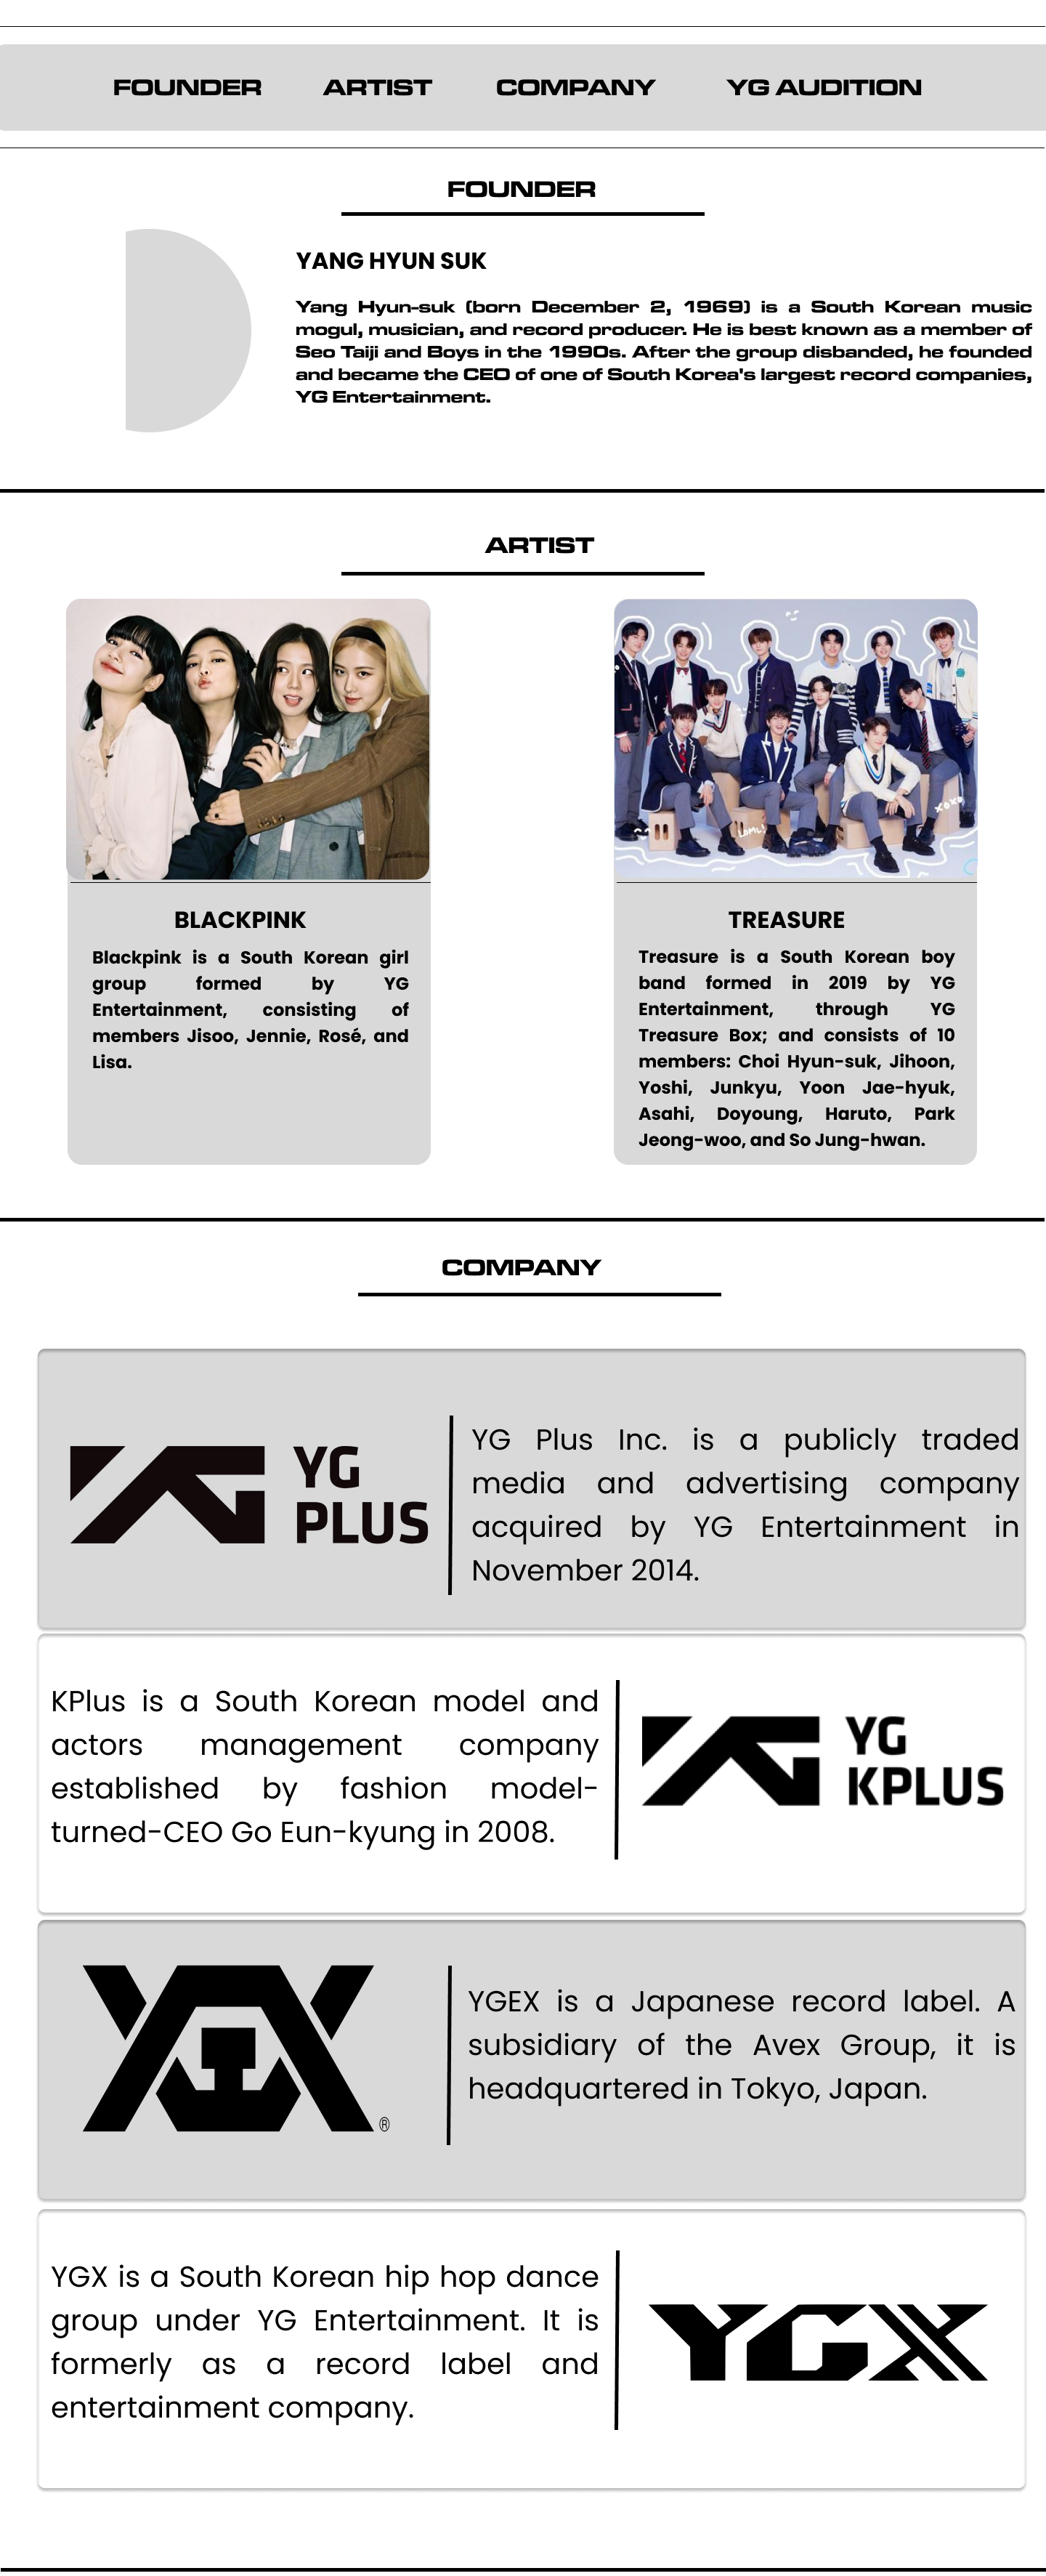 FOUNDER ARTIST COMPANY YG AUDITION
FOUNDER
YANG HYUN SUK
Yang Hyun-suk (born December 2, 1969) is a South Korean music
mogul, musician, and record producer. He is best known as a member of
Seo Taiji and Boys in the 1990s. After the group disbanded, he founded
and became the CEO of one of South Korea's largest record companies,
YG Entertainment.
ARTIST
LOML!
XOXO
BLACKPINK
Blackpink is a South Korean girl
group formed by YG
Entertainment, consisting of
members Jisoo, Jennie, Rosé, and
Lisa.
TREASURE
Treasure is a South Korean boy
band formed in 2019 by YG
Entertainment, through YG
Treasure Box; and consists of 10
members: Choi Hyun-suk, Jihoon,
Yoshi, Junkyu, Yoon Jae-hyuk,
Asahi, Doyoung, Haruto, Park
Jeong-woo, and So Jung-hwan.
COMPANY
YG
PLUS
YG Plus Inc. is a publicly traded
media and advertising company
acquired by YG Entertainment in
November 2014.
KPlus is a South Korean model and
actors management company
established by fashion model-
turned-CEO Go Eun-kyung in 2008.
YG
KPLUS
®
YGEX is a Japanese record label. A
subsidiary of the Avex Group, it is
headquartered in Tokyo, Japan.
YGX is a South Korean hip hop dance
group under YG Entertainment. It is
formerly as a record label and
entertainment company.
YGX